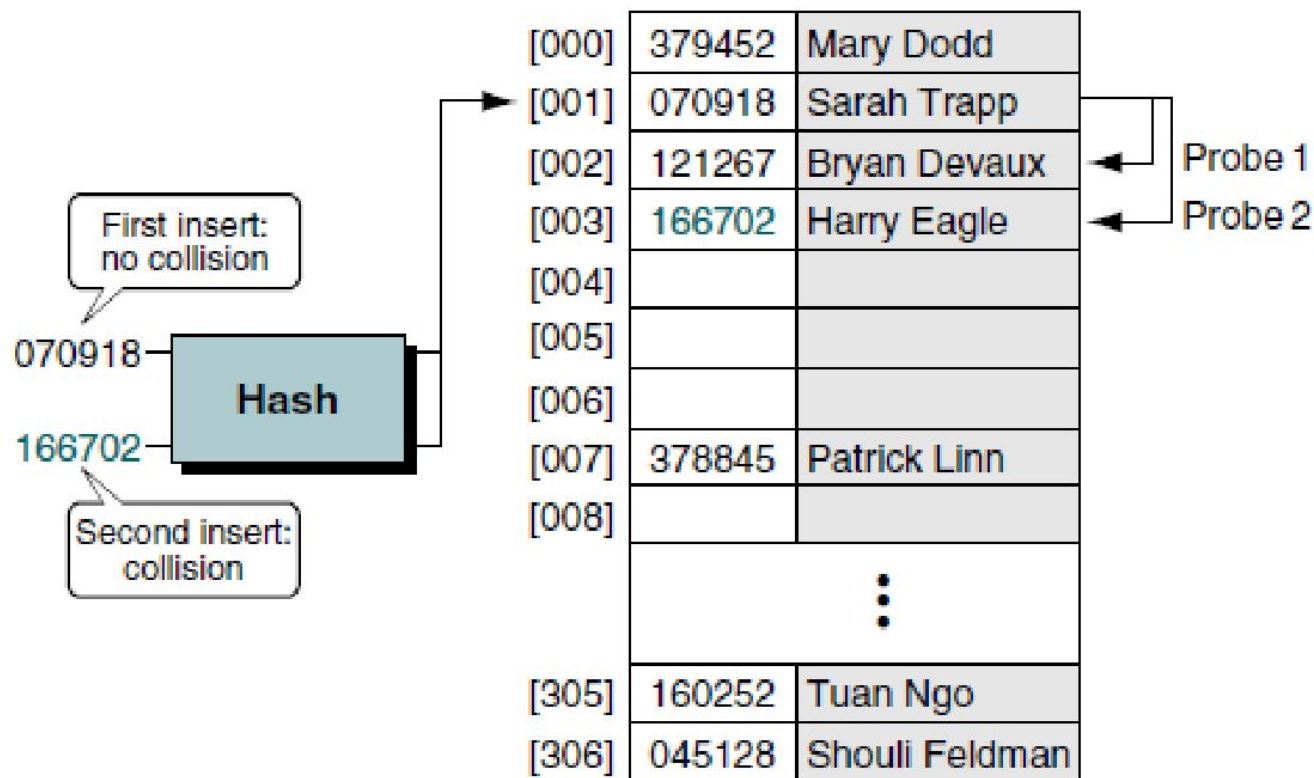 [000] 379452 Mary Dodd
[001] 070918 Sarah Trapp
[002] 121267 Bryan Devaux
Probe 1
[003] 166702 Harry Eagle
Probe 2
[004]
[005]
[006]
[007] 378845 Patrick Linn
[008]
[305] 160252 Tuan Ngo
[306] 045128 Shouli Feldman
First insert:
no collision
070918
Hash
166702
Second insert:
collision